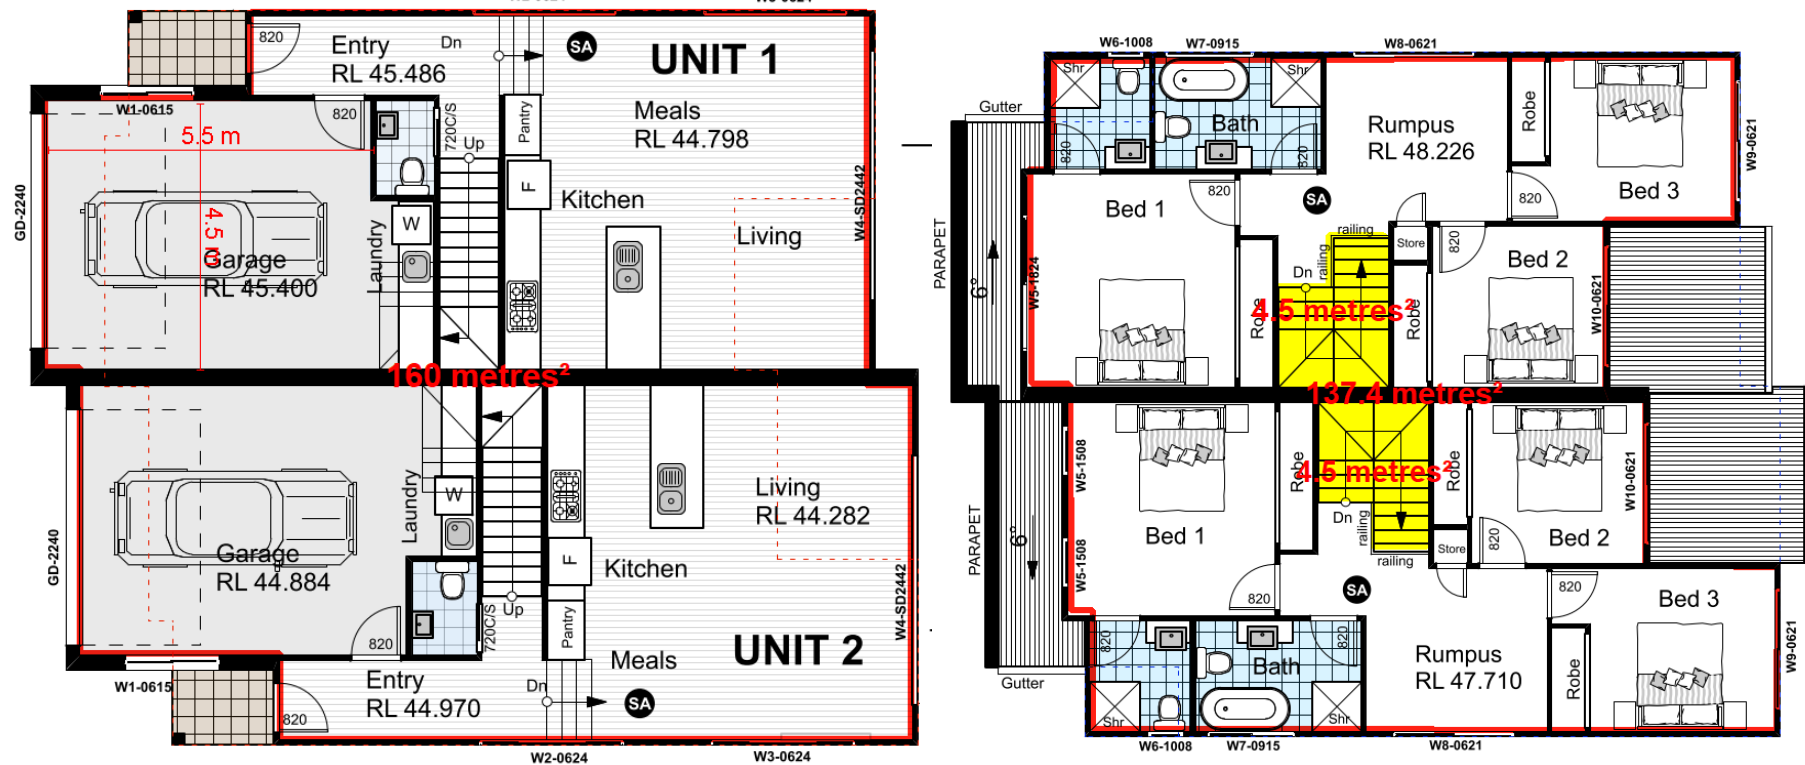 820
Entry
RL 45.486
Dn
SA
UNIT 1
W1-0615
820
5.5 m
720C/S
Up
Pantry
Meals
RL 44.798
GD-2240
F
Kitchen
W4-SD2442
4.5 m
W
Laundry
Living
Garage
RL 45.400
160 metres²
Living
RL 44.282
Laundry
W
GD-2240
Garage
RL 44.884
F
Kitchen
W4-SD2442
Up
720C/S
Pantry
820
UNIT 2
Meals
Entry
RL 44.970
Dn
SA
W1-0615
820
W2-0624
W3-0624
W6-1008
W7-0915
W8-0621
Shr
Shr
Gutter
Bath
Rumpus
RL 48.226
Robe
W9-0621
820
820
820
820
Bed 3
Bed 1
SA
PARAPET
railing
Store
820
Bed 2
railing
Dn
6°
W5-1824
W10-0621
4.5 metres²
Robe
Robe
137.4 metres²
W5-1508
4.5 metres²
Robe
Robe
W10-0621
Dn
railing
Bed 1
PARAPET
6°
W5-1508
Store
820
Bed 2
railing
820
SA
820
Bed 3
820
820
W9-0621
Bath
Rumpus
RL 47.710
Robe
Gutter
Shr
Shr
W6-1008
W7-0915
W8-0621